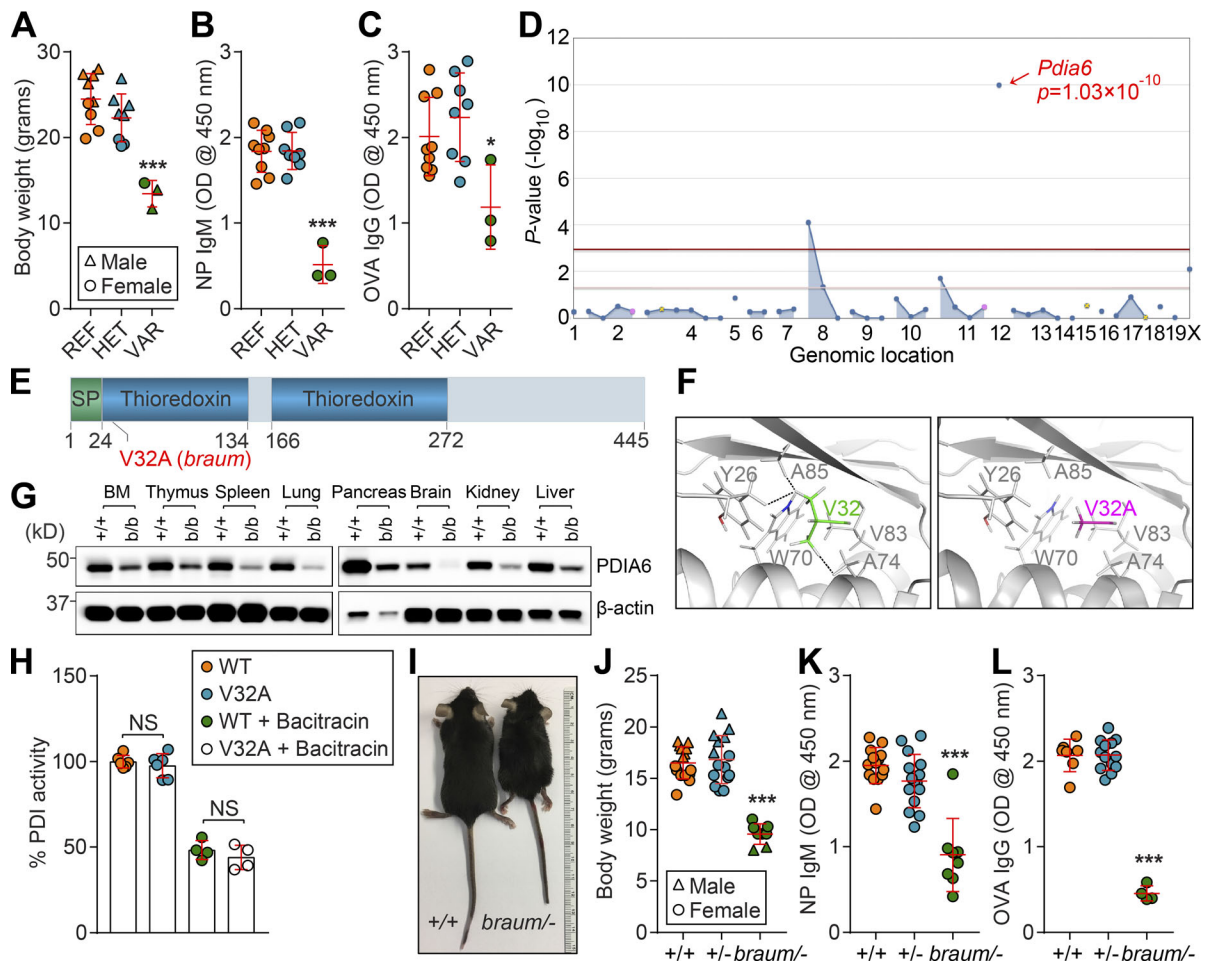 A
Body weight (grams)
30
20
10
0
***
Male
Female
REF
HET
VAR
B
NP IgM (OD @ 450 nm)
3
2
1
0
***
REF
HET
VAR
C
OVA IgG (OD @ 450 nm)
3
2
1
0
*
REF
HET
VAR
D
P-value (-log10)
12
10
8
6
4
2
0
Pdia6
p=1.03×10-10
1 2 3 4 5 6 7 8 9 10 11 12 13 14 15 16 17 18 19 X
Genomic location
E
SP Thioredoxin Thioredoxin
1 24 134 166 272 445
V32A (braum)
F
Y26 A85 V32 W70 V83 A74
Y26 A85 V32A W70 V83 A74
G
BM Thymus Spleen Lung Pancreas Brain Kidney Liver
(kD) +/+ b/b +/+ b/b +/+ b/b +/+ b/b +/+ b/b +/+ b/b +/+ b/b +/+ b/b
50
PDIA6
37
β-actin
H
% PDI activity
150
100
50
0
NS
NS
WT
V32A
WT + Bacitracin
V32A + Bacitracin
I
+/+ braum/-
J
Body weight (grams)
25
20
15
10
5
0
***
Male
Female
+/+ +/- braum/-
K
NP IgM (OD @ 450 nm)
3
2
1
0
***
+/+ +/- braum/-
L
OVA IgG (OD @ 450 nm)
3
2
1
0
***
+/+ +/- braum/-